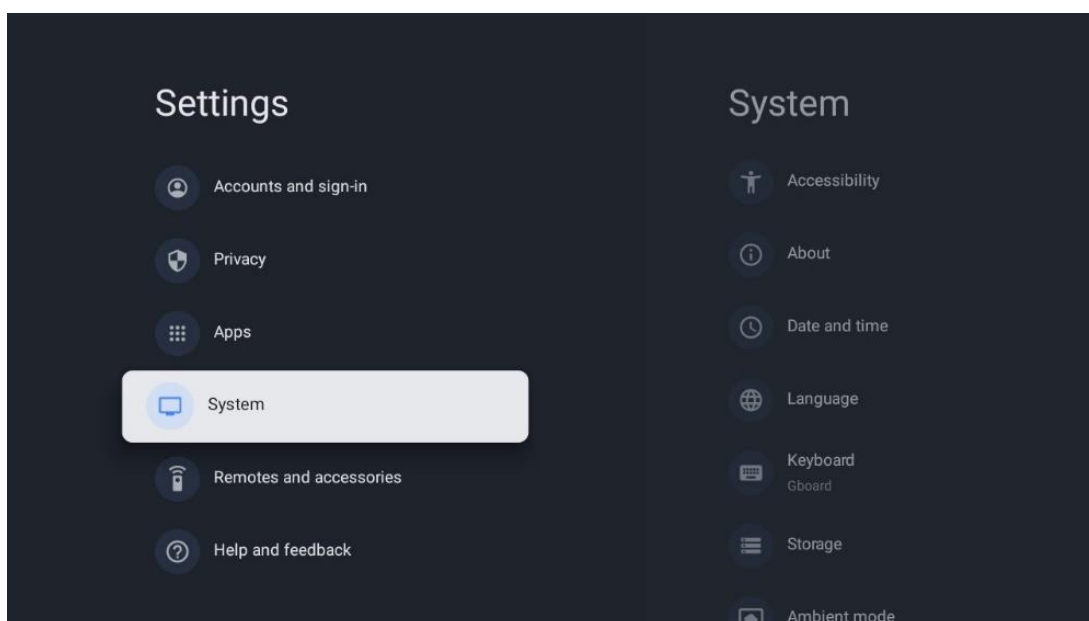 Settings
Accounts and sign-in
Privacy
Apps
System
Remotes and accessories
Help and feedback
System
Accessibility
About
Date and time
Language
Keyboard
Gboard
Storage
Ambient mode